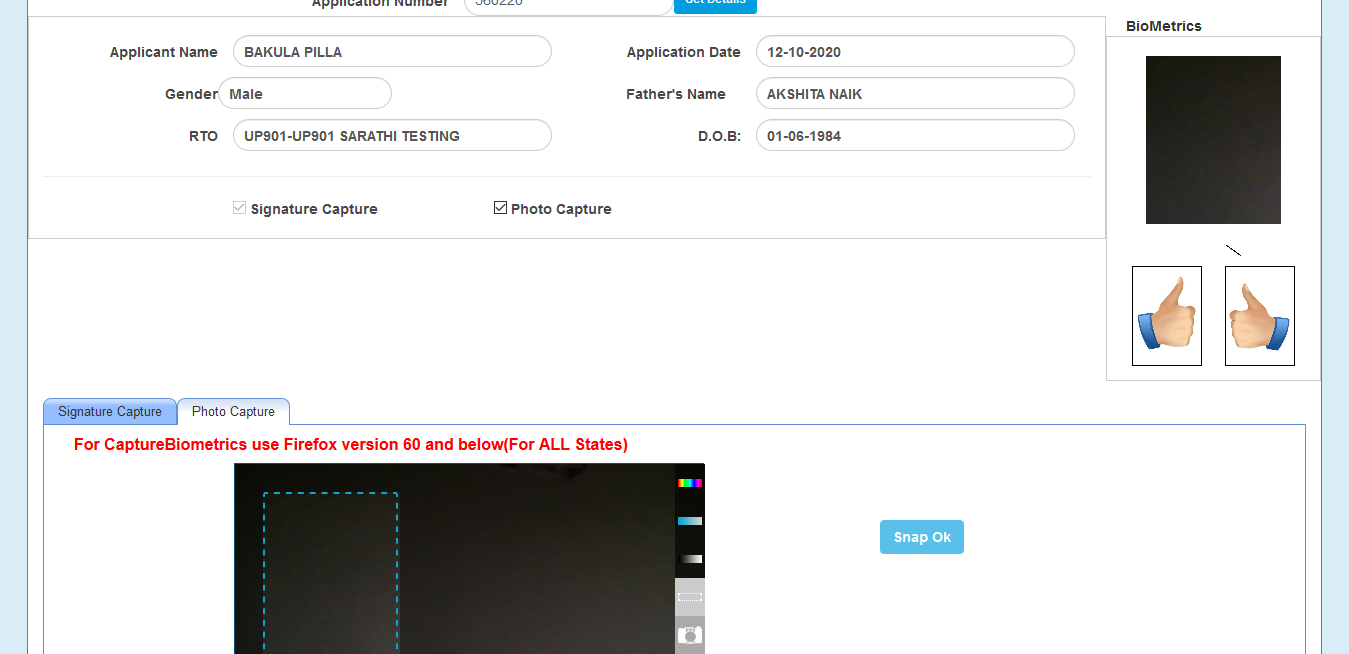 Application Number 560220 Get Details
BioMetrics
Applicant Name BAKULA PILLA Application Date 12-10-2020
Gender Male Father's Name AKSHITA NAIK
RTO UP901-UP901 SARATHI TESTING D.O.B: 01-06-1984
Signature Capture Photo Capture
Signature Capture Photo Capture
For CaptureBiometrics use Firefox version 60 and below(For ALL States)
Snap Ok